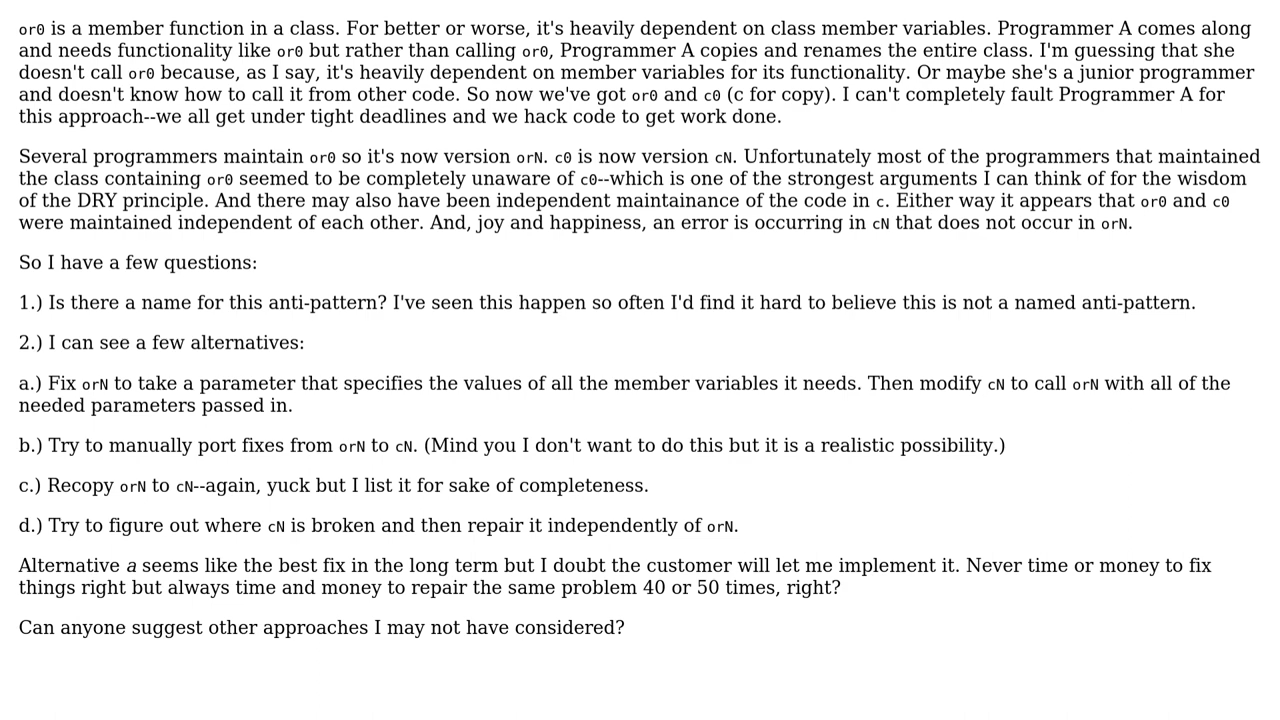 or0 is a member function in a class. For better or worse, it's heavily dependent on class member variables. Programmer A comes along
and needs functionality like or0 but rather than calling or0, Programmer A copies and renames the entire class. I'm guessing that she
doesn't call or0 because, as I say, it's heavily dependent on member variables for its functionality. Or maybe she's a junior programmer
and doesn't know how to call it from other code. So now we've got or0 and c0 (c for copy). I can't completely fault Programmer A for
this approach--we all get under tight deadlines and we hack code to get work done.
Several programmers maintain or0 so it's now version orN. c0 is now version cN. Unfortunately most of the programmers that maintained
the class containing or0 seemed to be completely unaware of c0--which is one of the strongest arguments I can think of for the wisdom
of the DRY principle. And there may also have been independent maintainance of the code in c. Either way it appears that or0 and c0
were maintained independent of each other. And, joy and happiness, an error is occurring in cN that does not occur in orN.
So I have a few questions:
1.) Is there a name for this anti-pattern? I've seen this happen so often I'd find it hard to believe this is not a named anti-pattern.
2.) I can see a few alternatives:
a.) Fix orN to take a parameter that specifies the values of all the member variables it needs. Then modify cN to call orN with all of the
needed parameters passed in.
b.) Try to manually port fixes from orN to cN. (Mind you I don't want to do this but it is a realistic possibility.)
c.) Recopy orN to cN--again, yuck but I list it for sake of completeness.
d.) Try to figure out where cN is broken and then repair it independently of orN.
Alternative a seems like the best fix in the long term but I doubt the customer will let me implement it. Never time or money to fix
things right but always time and money to repair the same problem 40 or 50 times, right?
Can anyone suggest other approaches I may not have considered?